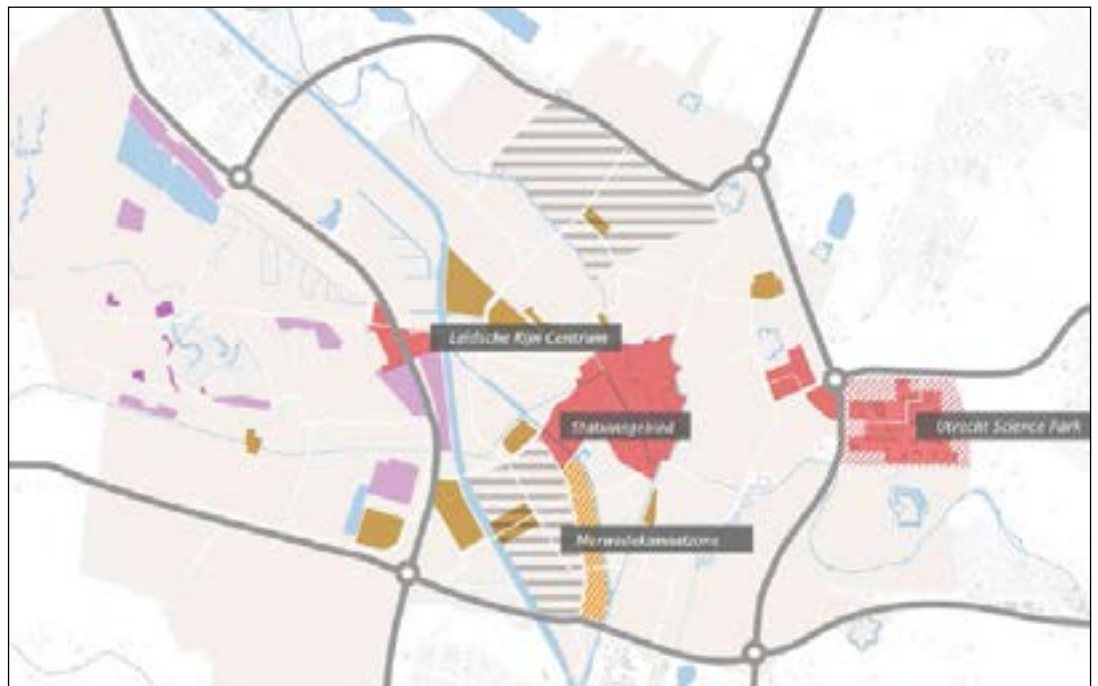 Leidsche Rijn Centrum
Stationsgebied
Utrecht Science Park
Merwedekanaalzone